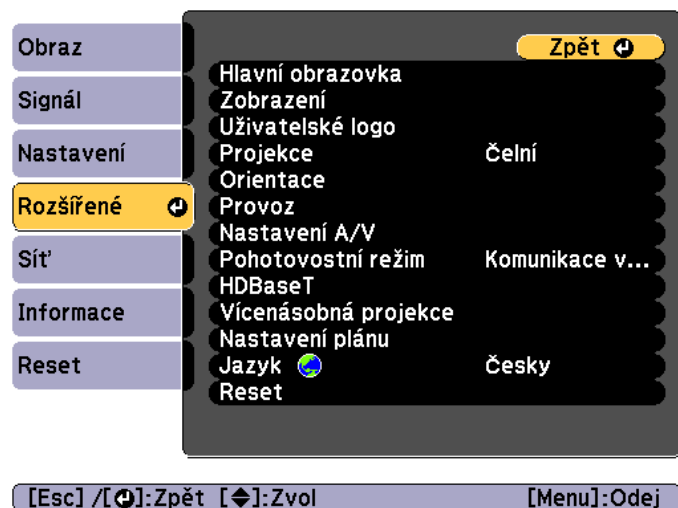 Obraz
Signál
Nastavení
Rozšířené
Síť
Informace
Reset
Zpět
Hlavní obrazovka
Zobrazení
Uživatelské logo
Projekce Čelní
Orientace
Provoz
Nastavení A/V
Pohotovostní režim Komunikace v...
HDBaseT
Vícenásobná projekce
Nastavení plánu
Jazyk Česky
Reset
[Esc] /[ ]:Zpět [ ]:Zvol [Menu]:Odej